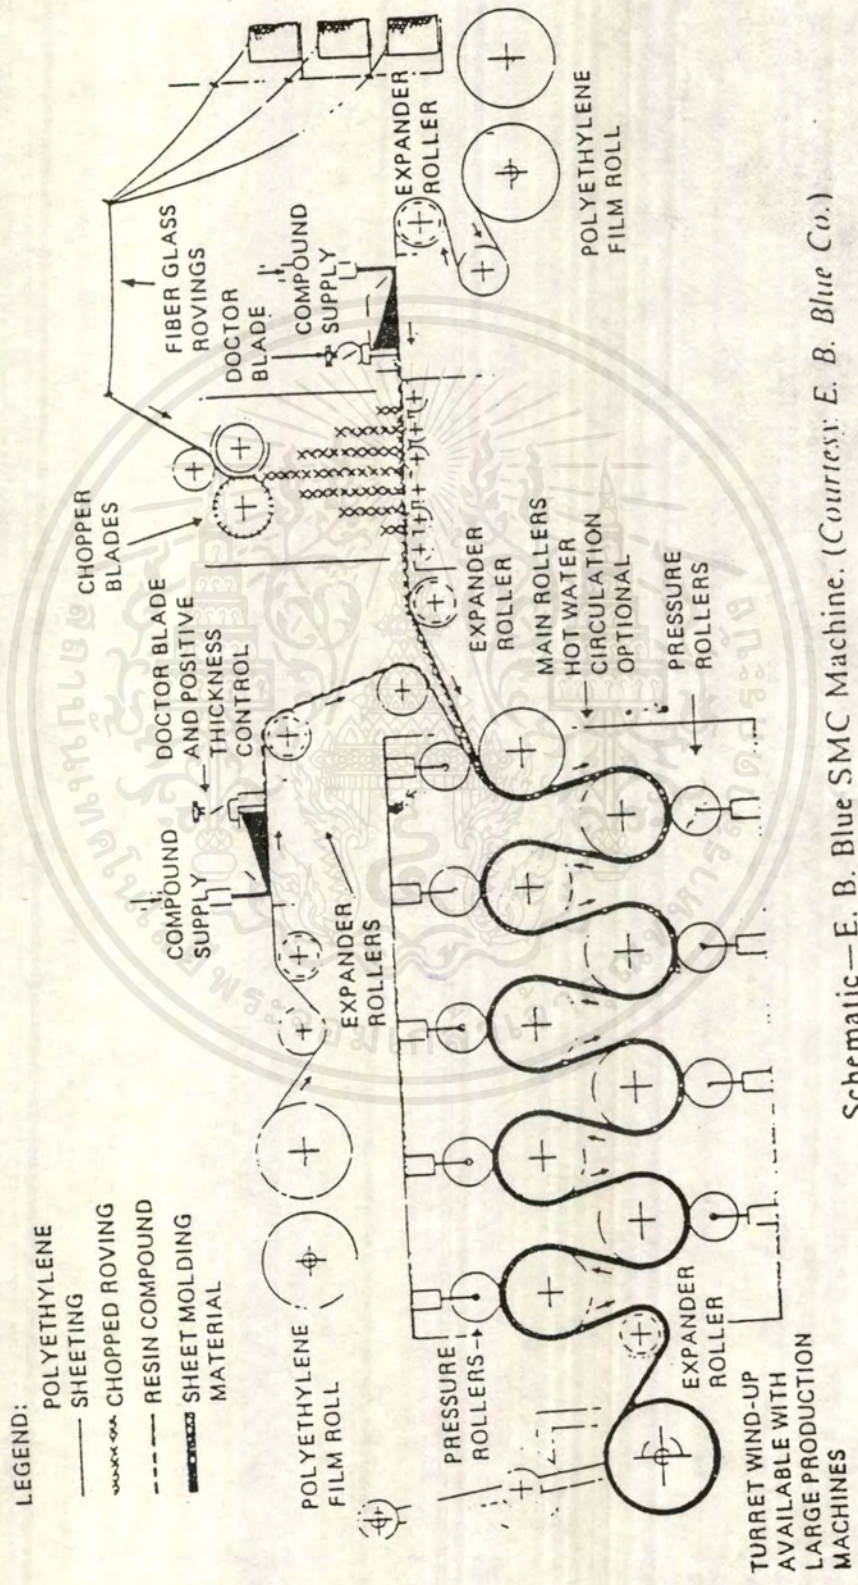 LEGEND:
POLYETHYLENE
SHEETING
CHOPPED ROVING
RESIN COMPOUND
SHEET MOLDING
MATERIAL
POLYETHYLENE
FILM ROLL
COMPOUND
SUPPLY
DOCTOR BLADE
AND POSITIVE
THICKNESS
CONTROL
EXPANDER
ROLLERS
CHOPPER
BLADES
FIBER GLASS
ROVINGS
DOCTOR
BLADE
COMPOUND
SUPPLY
EXPANDER
ROLLER
POLYETHYLENE
FILM ROLL
EXPANDER
ROLLER
MAIN ROLLERS
HOT WATER
CIRCULATION
OPTIONAL
PRESSURE
ROLLERS
PRESSURE
ROLLERS
EXPANDER
ROLLER
TURRET WIND-UP
AVAILABLE WITH
LARGE PRODUCTION
MACHINES
Schematic—E. B. Blue SMC Machine. (Courtesy: E. B. Blue Co.)